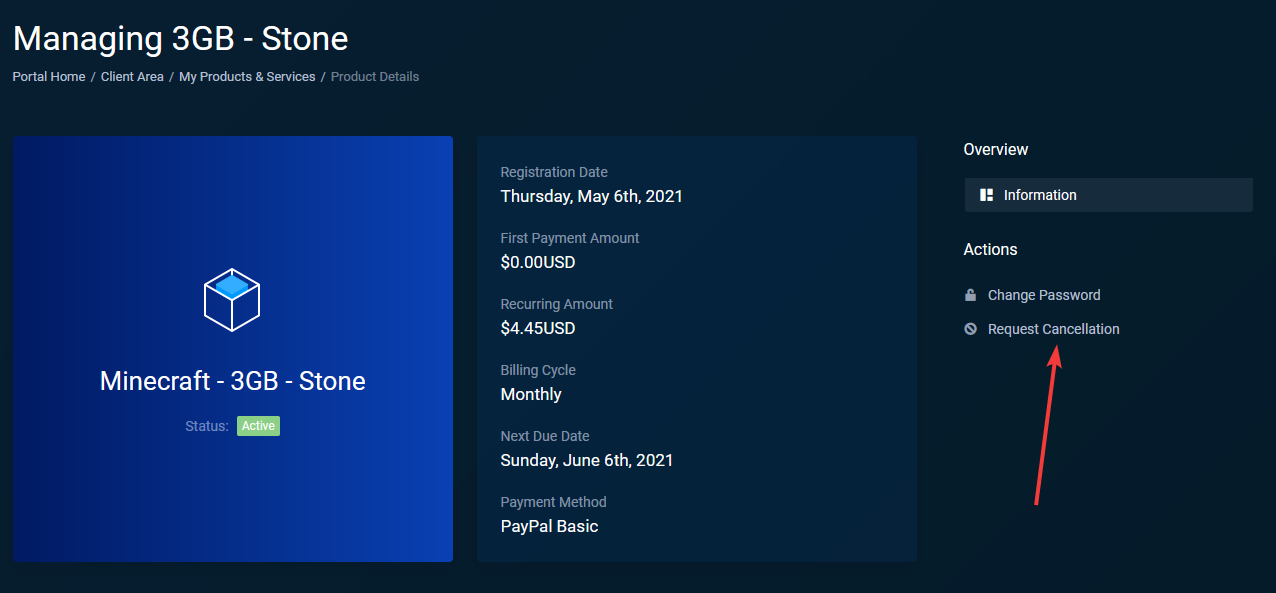 Managing 3GB - Stone
Portal Home / Client Area / My Products & Services / Product Details
Minecraft - 3GB - Stone
Status: Active
Registration Date
Thursday, May 6th, 2021
First Payment Amount
$0.00USD
Recurring Amount
$4.45USD
Billing Cycle
Monthly
Next Due Date
Sunday, June 6th, 2021
Payment Method
PayPal Basic
Overview
Information
Actions
Change Password
Request Cancellation